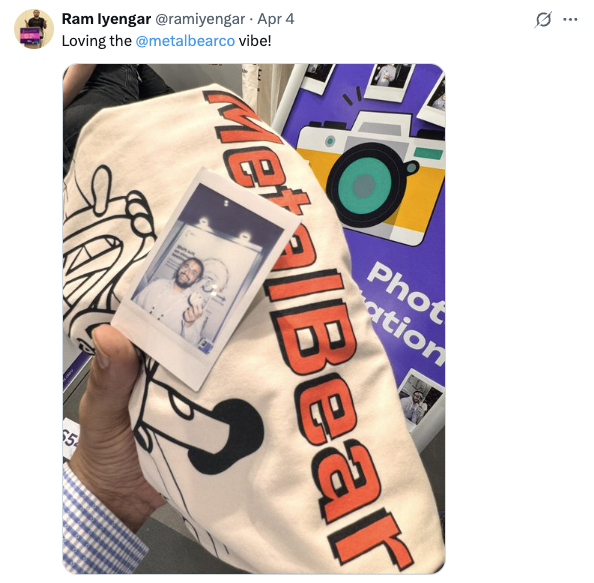 Ram Iyengar @ramiyengar · Apr 4
Loving the @metalbearco vibe!
MetalBear
Phot
ation